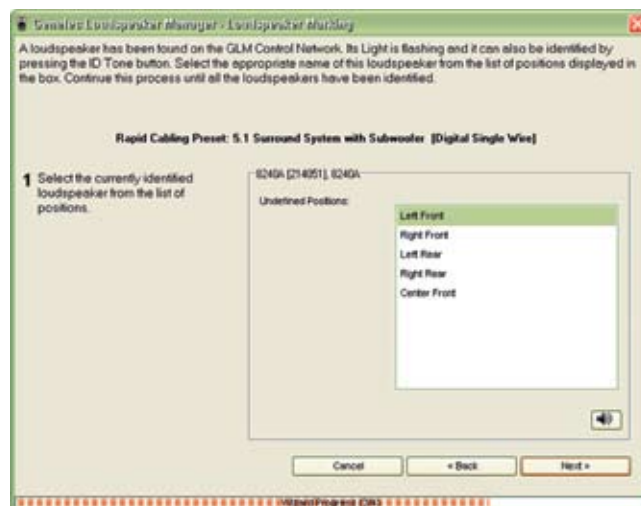 Genelec Loudspeaker Manager - Loudspeaker Marking
A loudspeaker has been found on the GLM Control Network. Its Light is flashing and it can also be identified by
pressing the ID Tone button. Select the appropriate name of this loudspeaker from the list of positions displayed in
the box. Continue this process until all the loudspeakers have been identified.
Rapid Cabling Preset: 5.1 Surround System with Subwoofer [Digital Single Wire]
1 Select the currently identified
loudspeaker from the list of
positions.
8240A [214051], 8240A
Undefined Positions:
Left Front
Right Front
Left Rear
Right Rear
Center Front
Cancel
< Back
Next >
Wizard Progress